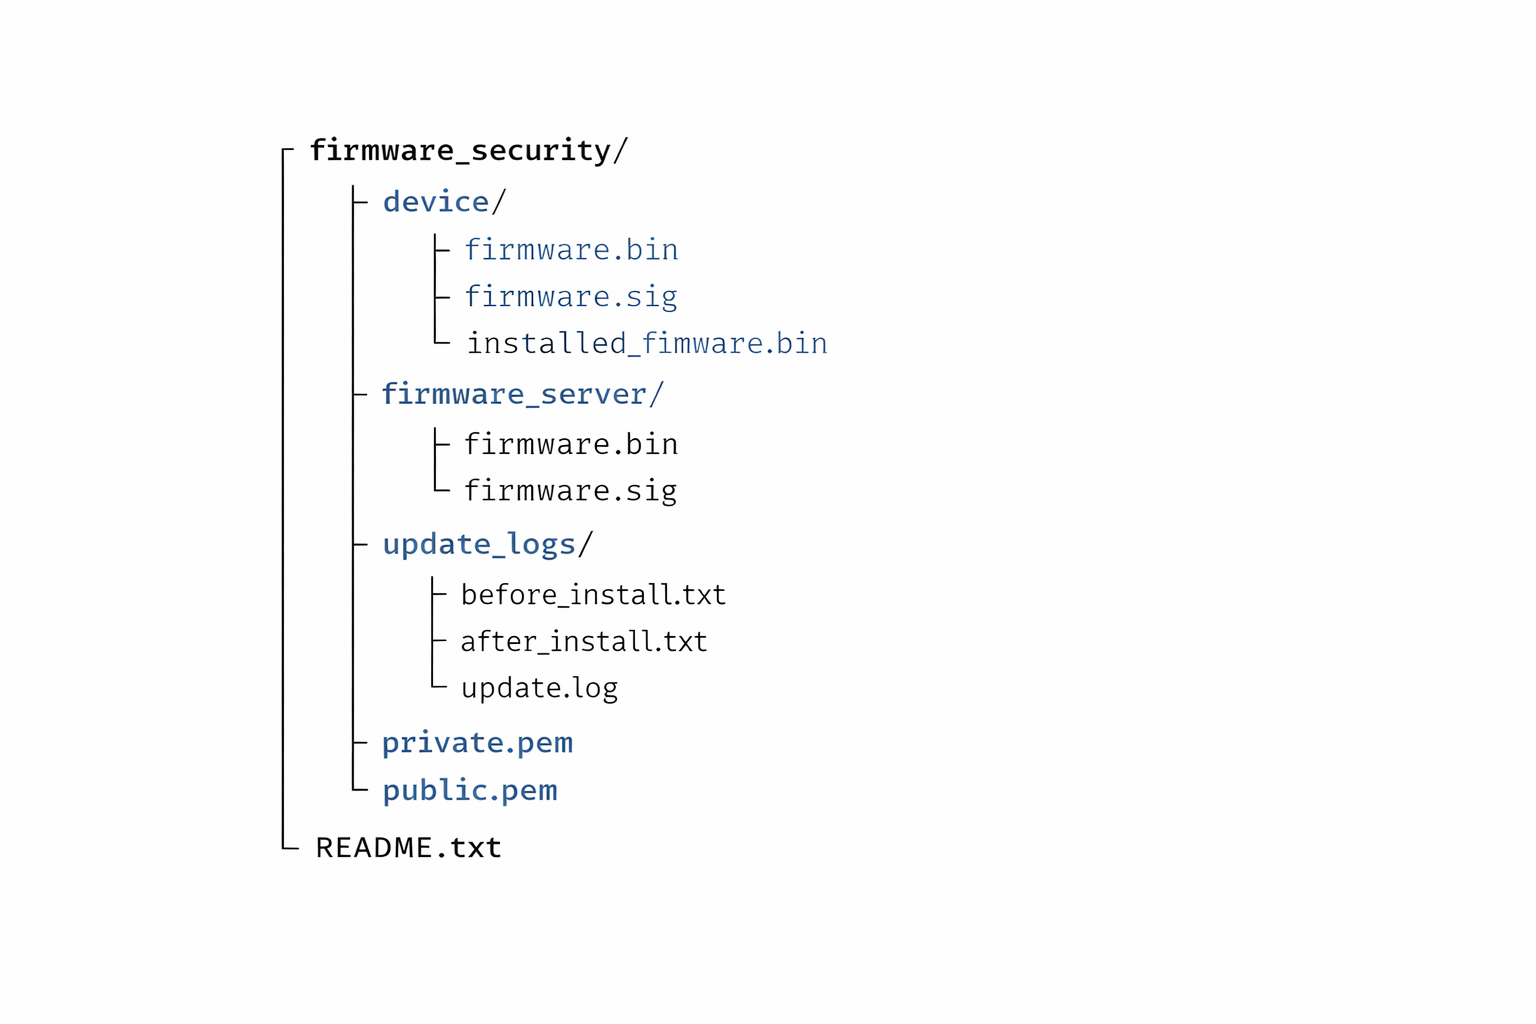 firmware_security/
device/
firmware.bin
firmware.sig
installed_fimware.bin
firmware_server/
firmware.bin
firmware.sig
update_logs/
before_install.txt
after_install.txt
update.log
private.pem
public.pem
README.txt